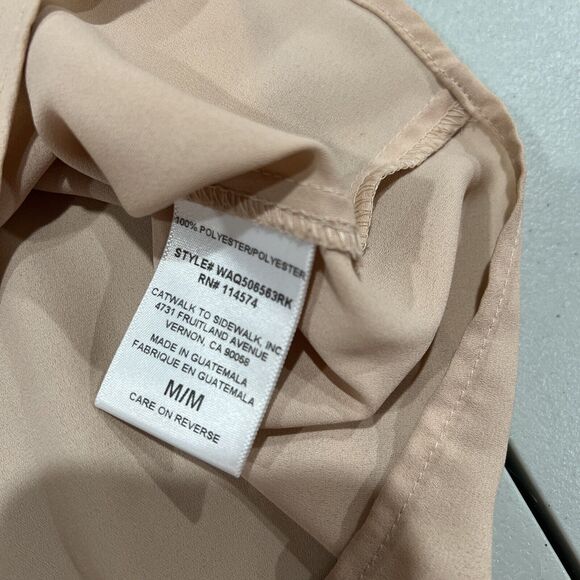 100% POLYESTER/POLYESTER
STYLE# WAQ506563RK
RN# 114574
CATWALK TO SIDEWALK, INC
4731 FRUITLAND AVENUE
VERNON, CA 90058
MADE IN GUATEMALA
FABRIQUE EN GUATEMALA
M/M
CARE ON REVERSE